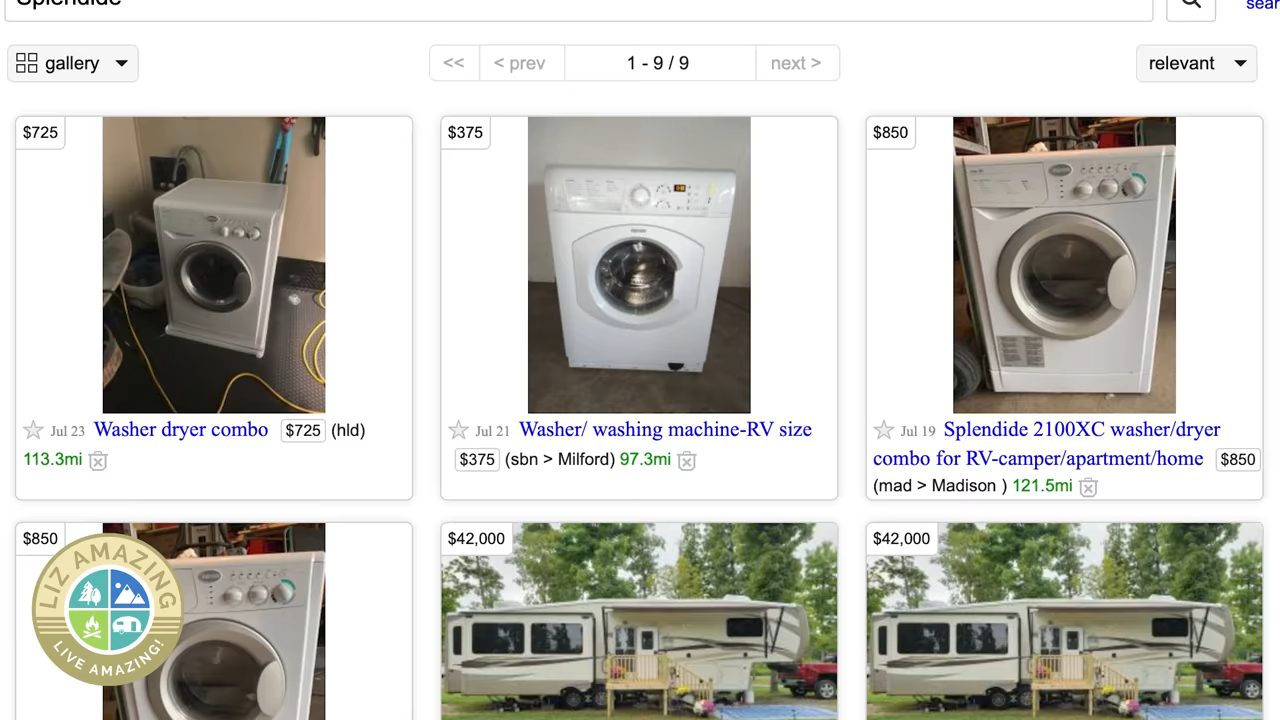 Splendide
sear
gallery
<< < prev 1 - 9 / 9 next >
relevant
$725
$375
$850
Jul 23 Washer dryer combo $725 (hld)
113.3mi
Jul 21 Washer/ washing machine-RV size
$375 (sbn > Milford) 97.3mi
Jul 19 Splendide 2100XC washer/dryer
combo for RV-camper/apartment/home $850
(mad > Madison ) 121.5mi
$850
$42,000
$42,000
LIZ AMAZING
LIVE AMAZING!